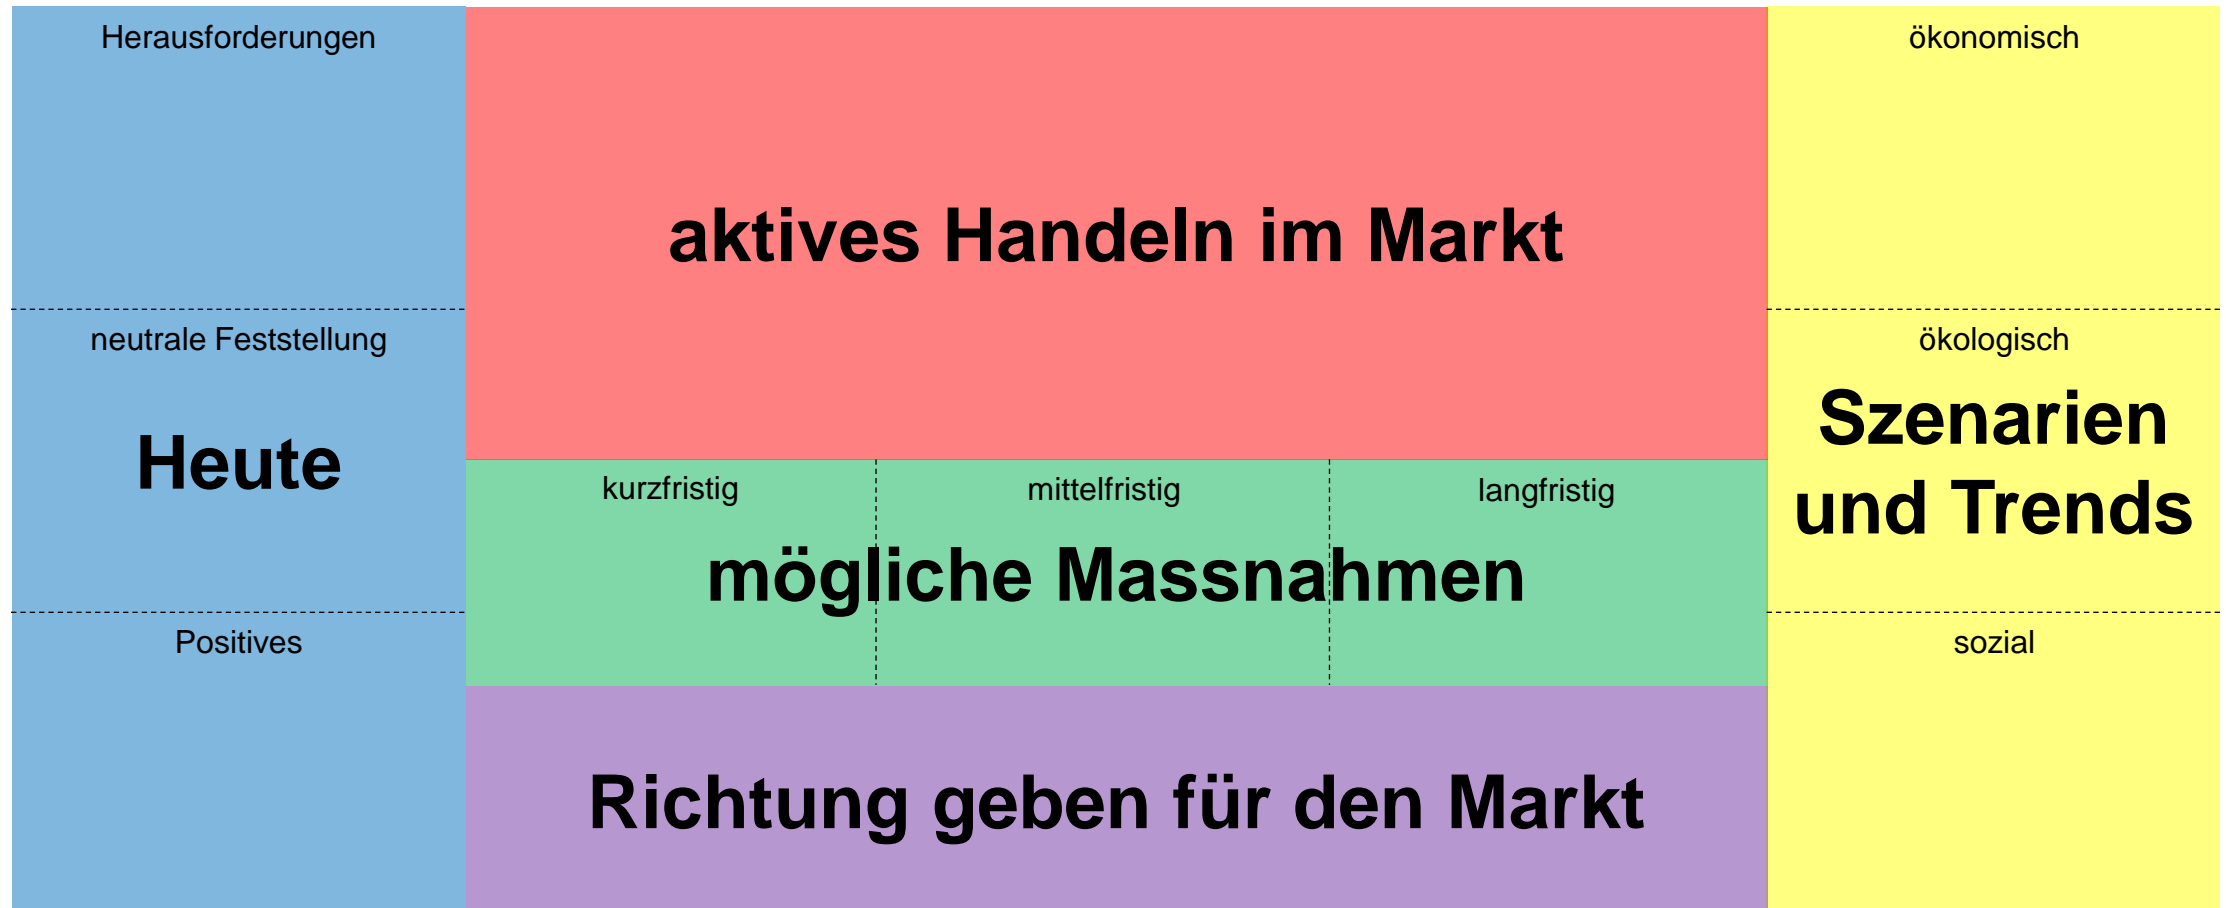 Herausforderungen
neutrale Feststellung
Heute
Positives
aktives Handeln im Markt
kurzfristig
mittelfristig
langfristig
mögliche Massnahmen
Richtung geben für den Markt
ökonomisch
ökologisch
Szenarien
und Trends
sozial